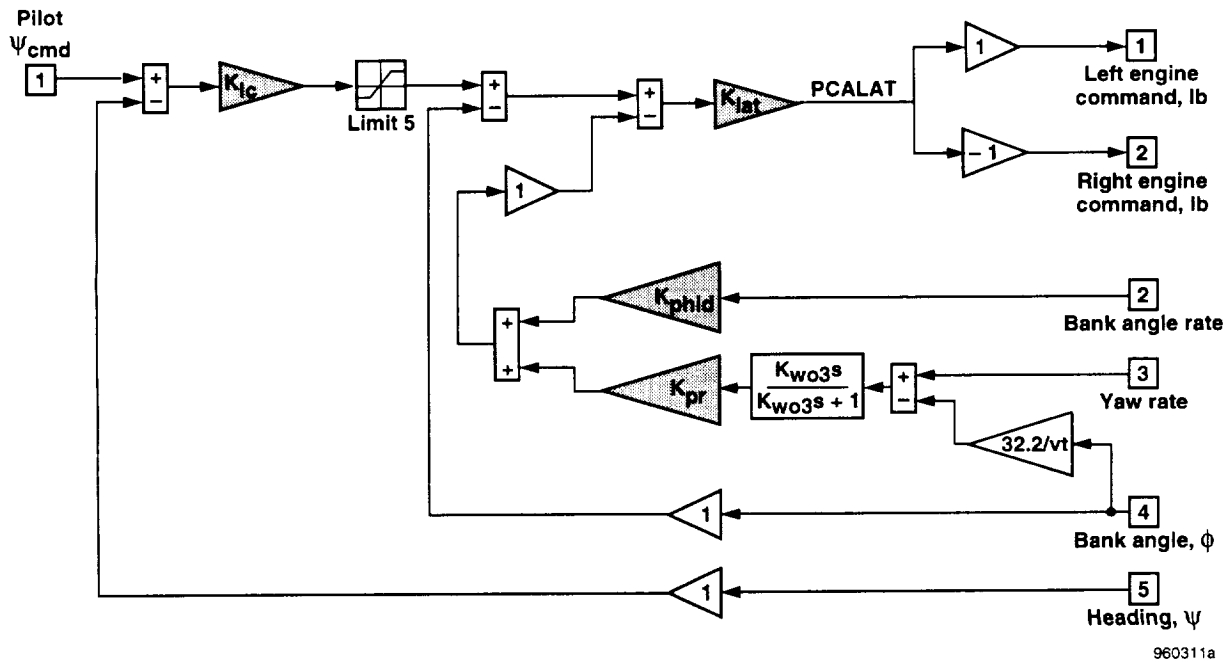 Pilot
Ψcmd
1
+
−
Klc
Limit 5
+
−
+
−
Klat
PCALAT
1
1
Left engine
command, lb
− 1
2
Right engine
command, lb
1
Kphld
2
Bank angle rate
+
+
Kpr
Kwo3s
Kwo3s + 1
+
−
3
Yaw rate
32.2/vt
1
4
Bank angle, ϕ
1
5
Heading, ψ
960311a